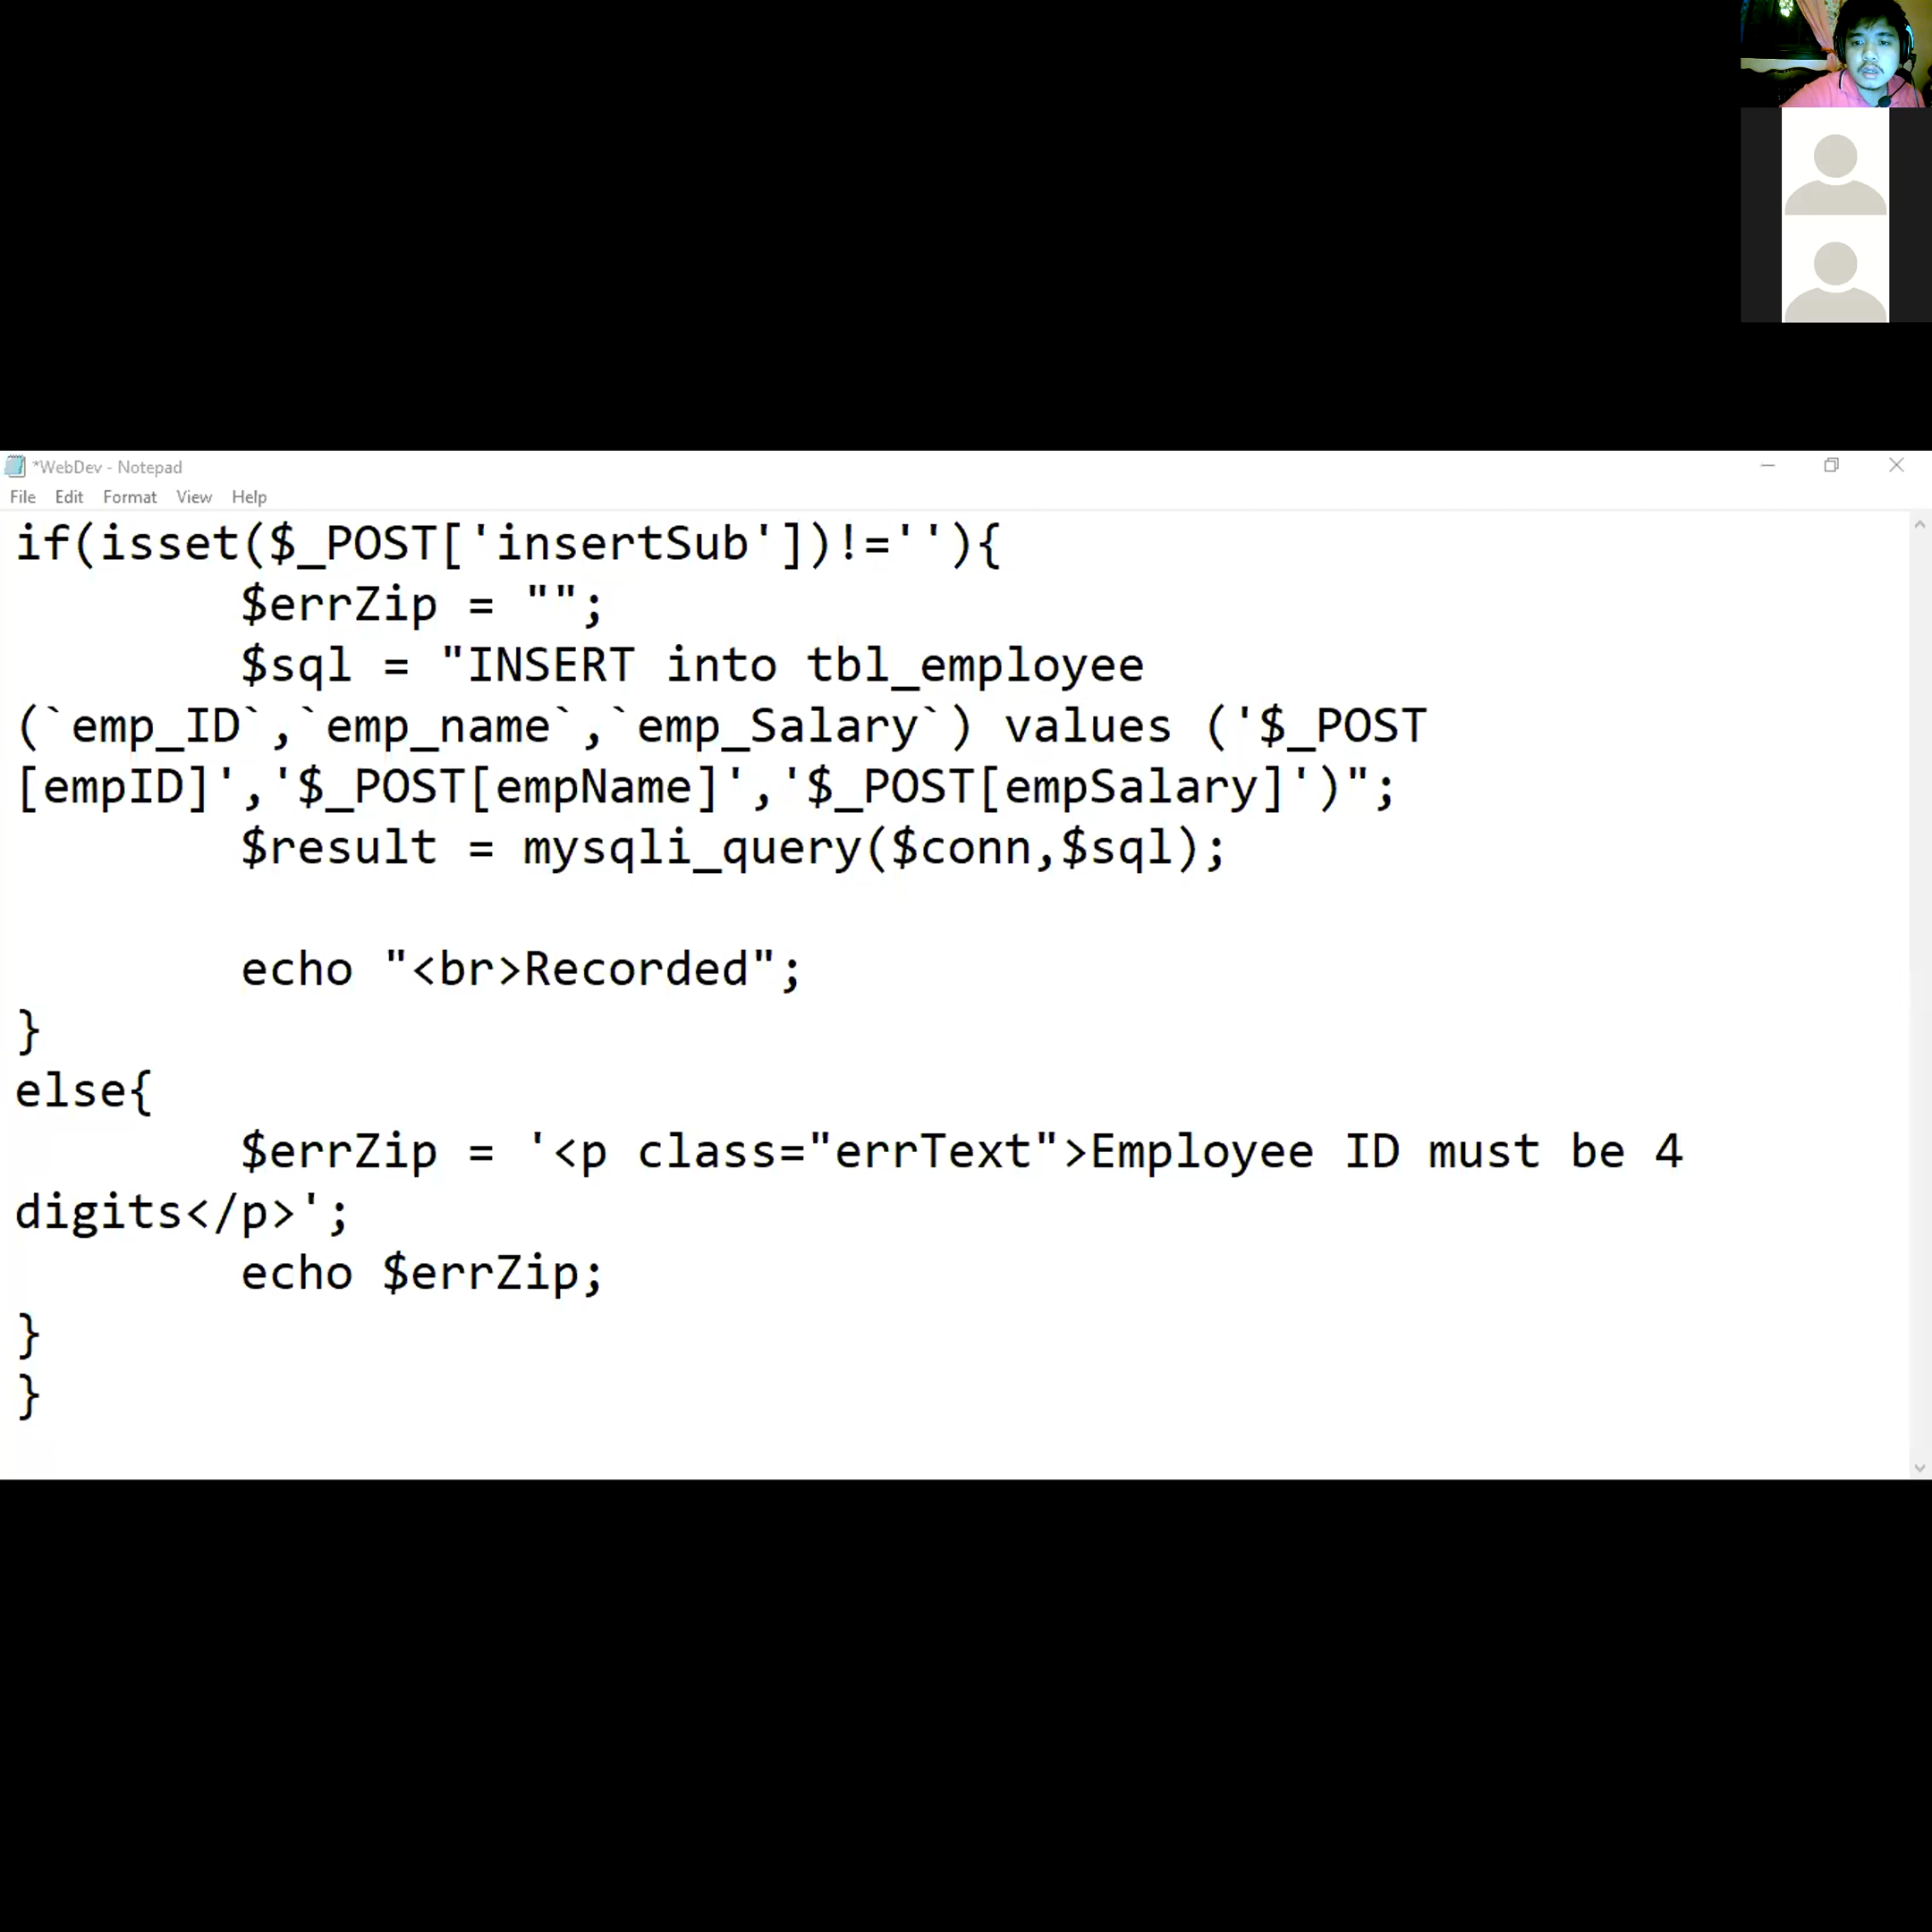 *WebDev - Notepad
File Edit Format View Help
if(isset($_POST['insertSub'])!=''){
$errZip = "";
$sql = "INSERT into tbl_employee
(`emp_ID`,`emp_name`,`emp_Salary`) values ('$_POST
[empID]','$_POST[empName]','$_POST[empSalary]')";
$result = mysqli_query($conn,$sql);
echo "<br>Recorded";
}
else{
$errZip = '<p class="errText">Employee ID must be 4
digits</p>';
echo $errZip;
}
}